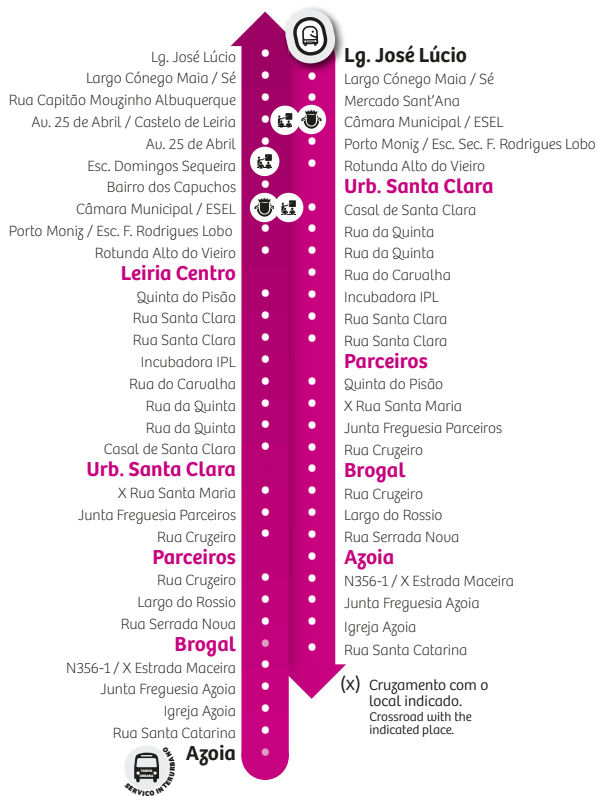 Lg. José Lúcio
Largo Cónego Maia / Sé
Rua Capitão Mouzinho Albuquerque
Av. 25 de Abril / Castelo de Leiria
Av. 25 de Abril
Esc. Domingos Sequeira
Bairro dos Capuchos
Câmara Municipal / ESEL
Porto Moniz / Esc. F. Rodrigues Lobo
Rotunda Alto do Vieiro
Leiria Centro
Quinta do Pisão
Rua Santa Clara
Rua Santa Clara
Incubadora IPL
Rua do Carvalha
Rua da Quinta
Rua da Quinta
Casal de Santa Clara
Urb. Santa Clara
X Rua Santa Maria
Junta Freguesia Parceiros
Rua Cruzeiro
Parceiros
Rua Cruzeiro
Largo do Rossio
Rua Serrada Nova
Brogal
N356-1 / X Estrada Maceira
Junta Freguesia Azoia
Igreja Azoia
Rua Santa Catarina
Azoia
SERVIÇO INTERURBANO
Lg. José Lúcio
Largo Cónego Maia / Sé
Mercado Sant'Ana
Câmara Municipal / ESEL
Porto Moniz / Esc. Sec. F. Rodrigues Lobo
Rotunda Alto do Vieiro
Urb. Santa Clara
Casal de Santa Clara
Rua da Quinta
Rua da Quinta
Rua do Carvalha
Incubadora IPL
Rua Santa Clara
Rua Santa Clara
Parceiros
Quinta do Pisão
X Rua Santa Maria
Junta Freguesia Parceiros
Rua Cruzeiro
Brogal
Rua Cruzeiro
Largo do Rossio
Rua Serrada Nova
Azoia
N356-1 / X Estrada Maceira
Junta Freguesia Azoia
Igreja Azoia
Rua Santa Catarina
(X) Cruzamento com o
local indicado.
Crossroad with the
indicated place.